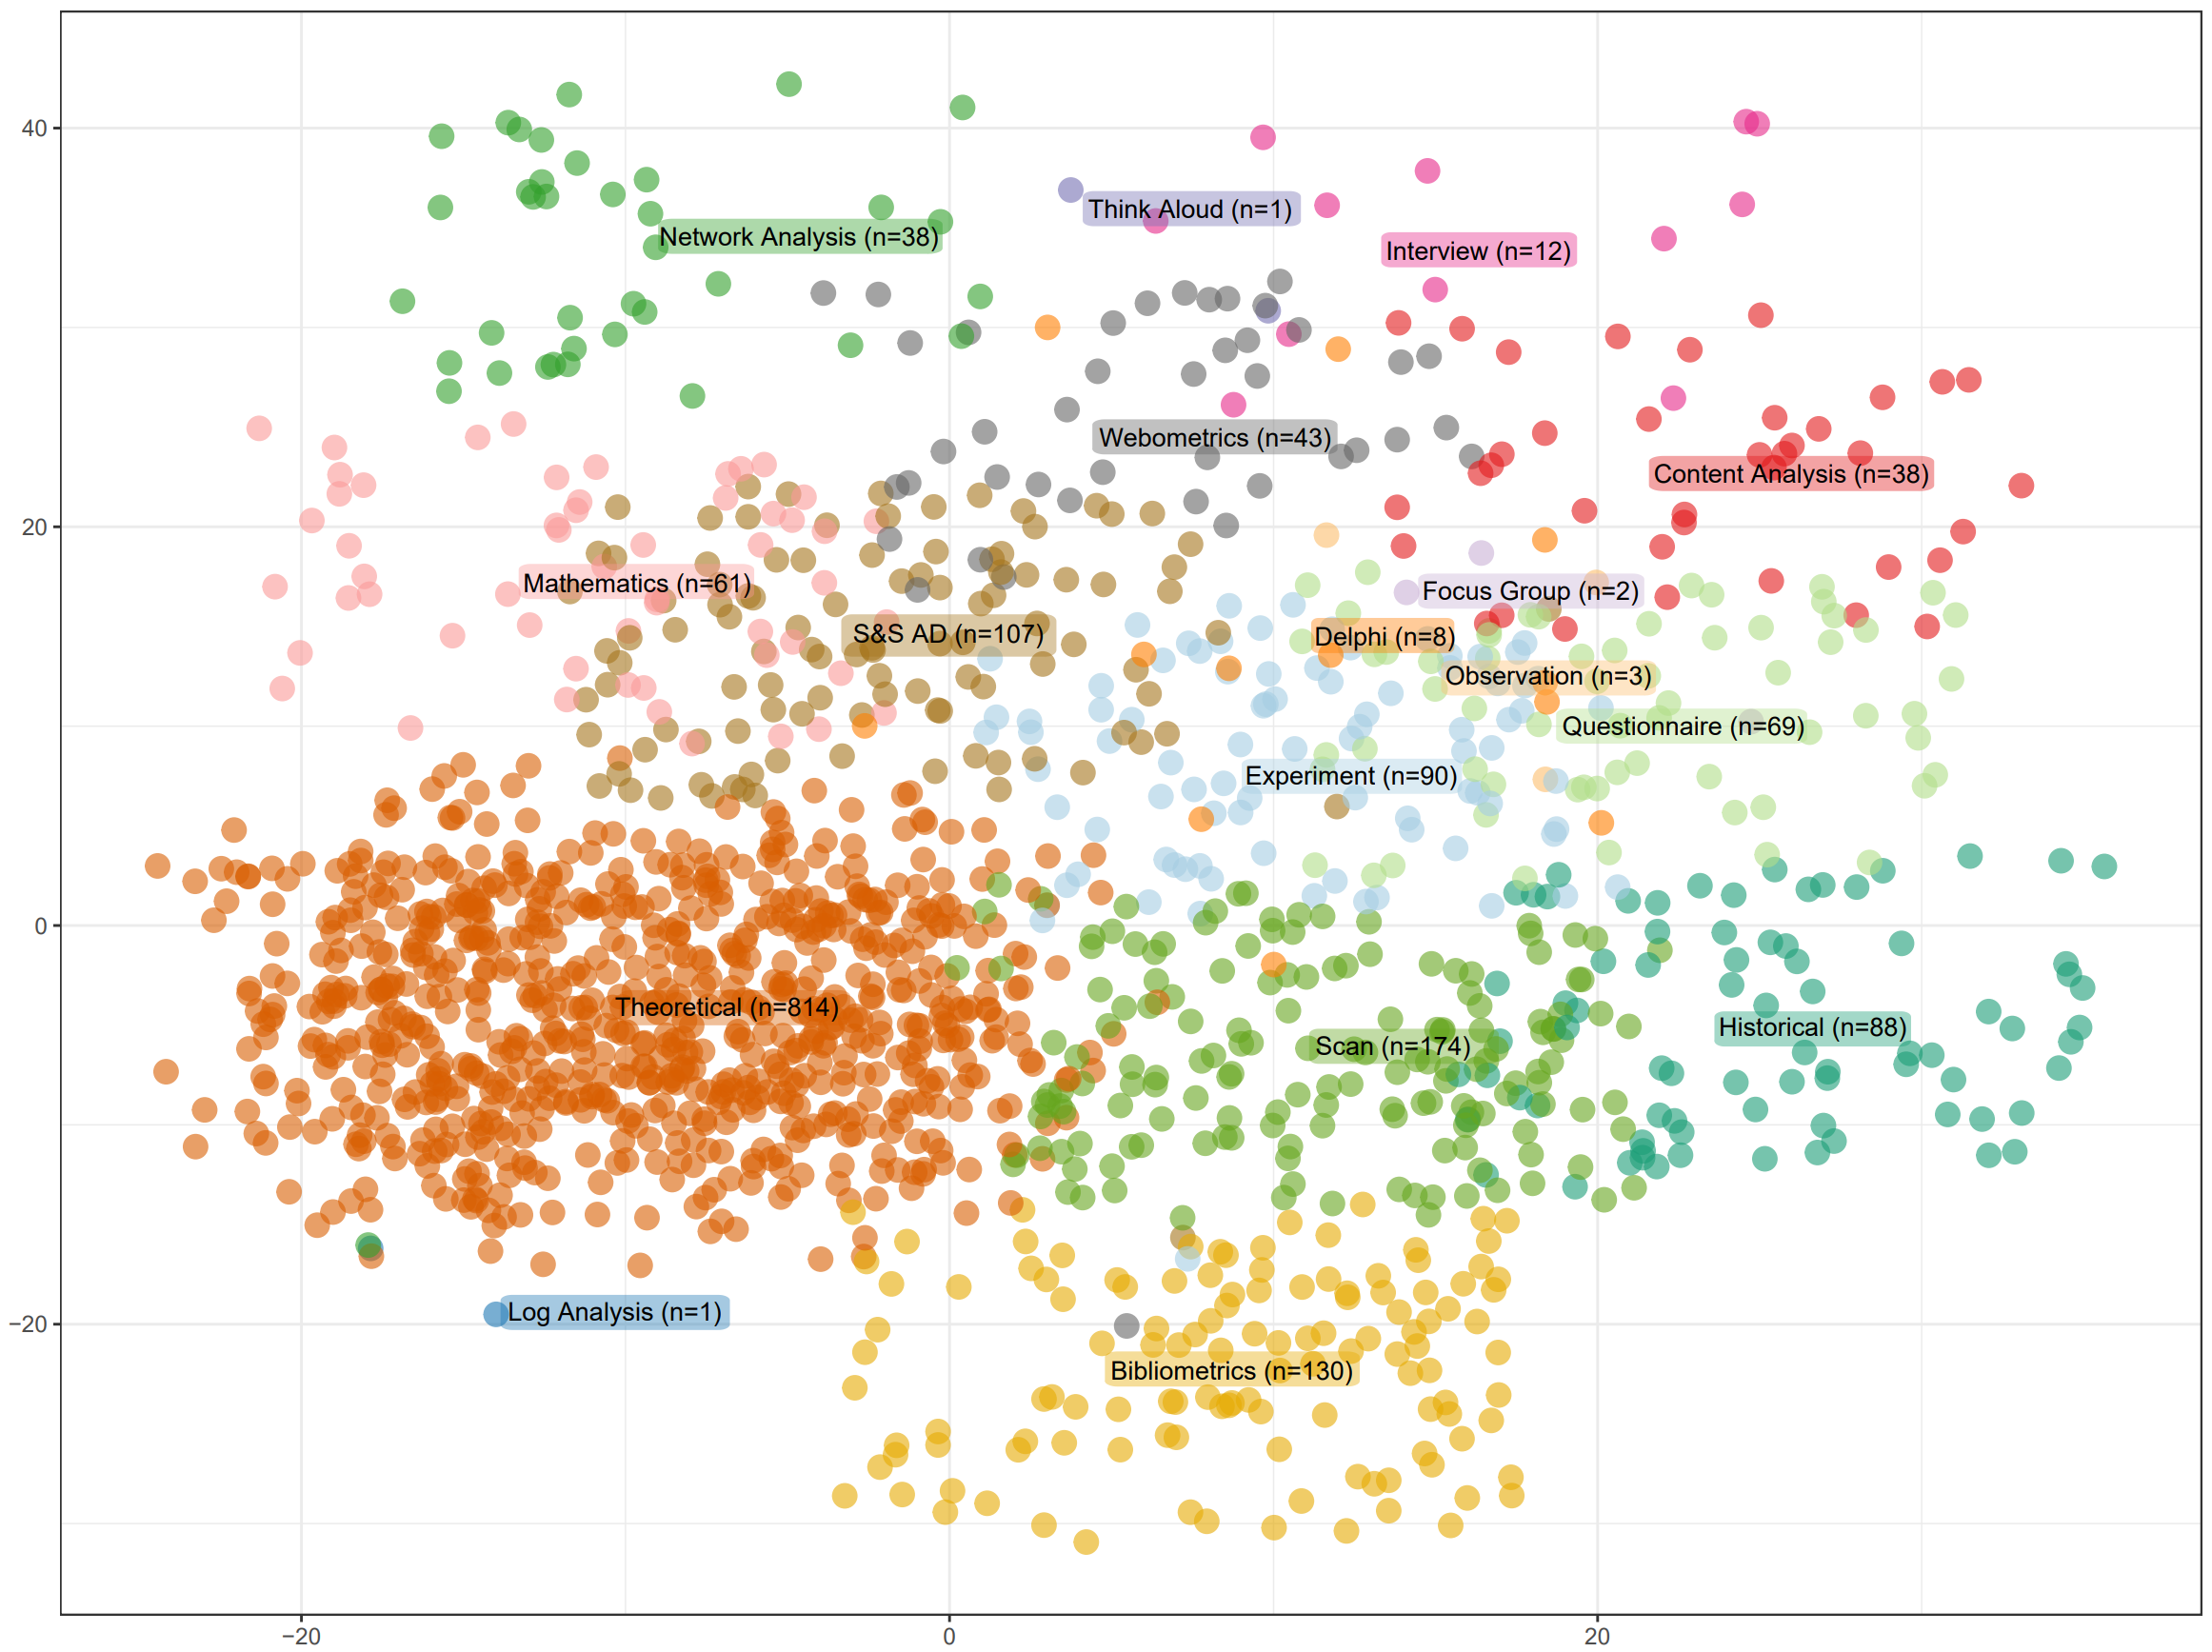 40
20
0
−20
Think Aloud (n=1)
Network Analysis (n=38)
Interview (n=12)
Webometrics (n=43)
Content Analysis (n=38)
Mathematics (n=61)
Focus Group (n=2)
S&S AD (n=107)
Delphi (n=8)
Observation (n=3)
Questionnaire (n=69)
Experiment (n=90)
Theoretical (n=814)
Historical (n=88)
Scan (n=174)
Log Analysis (n=1)
Bibliometrics (n=130)
−20 0 20